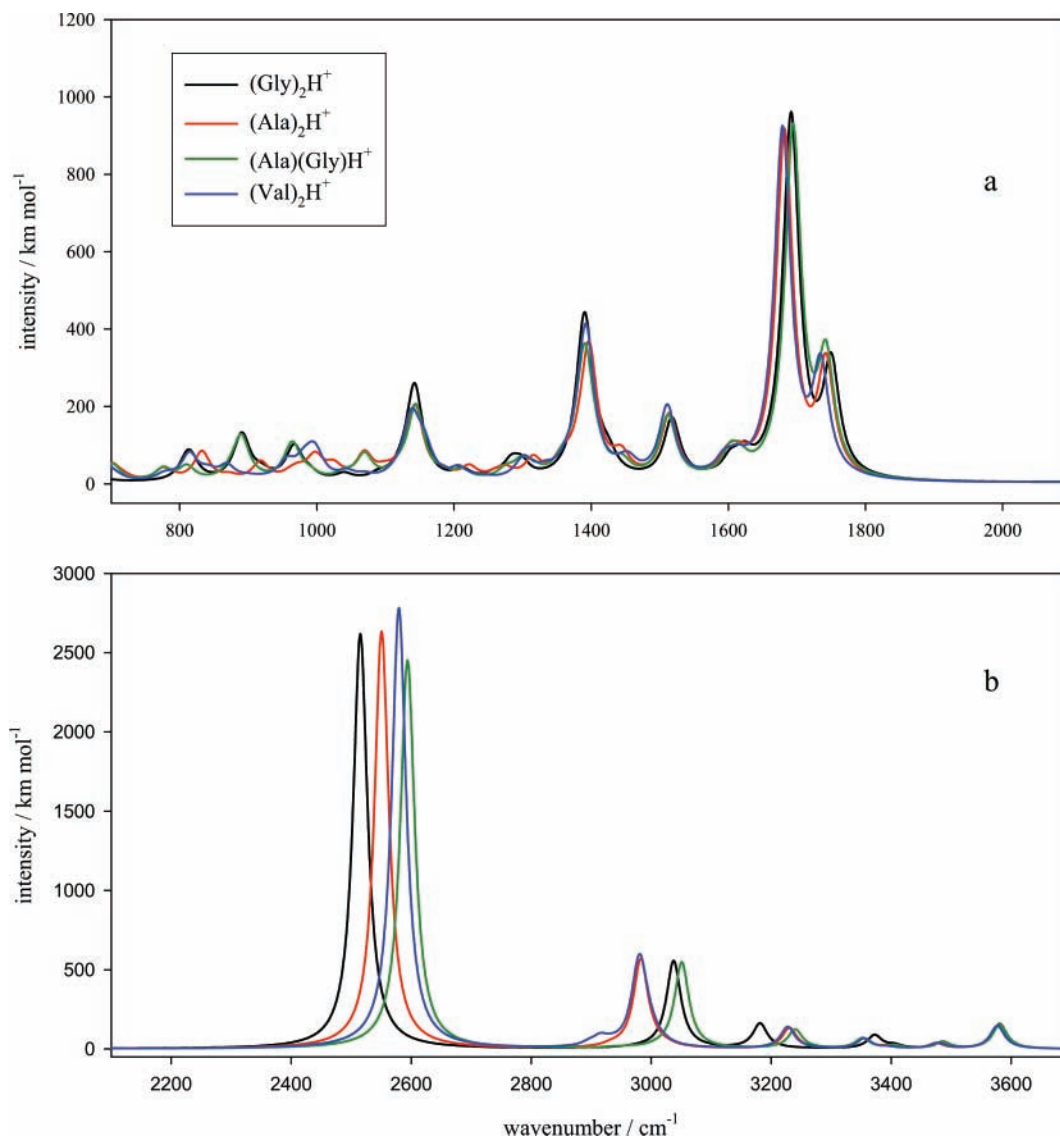 1200
1000
800
600
400
200
0
intensity / km mol⁻¹
(Gly)₂H⁺
(Ala)₂H⁺
(Ala)(Gly)H⁺
(Val)₂H⁺
a
800 1000 1200 1400 1600 1800 2000
3000
2500
2000
1500
1000
500
0
intensity / km mol⁻¹
b
2200 2400 2600 2800 3000 3200 3400 3600
wavenumber / cm⁻¹